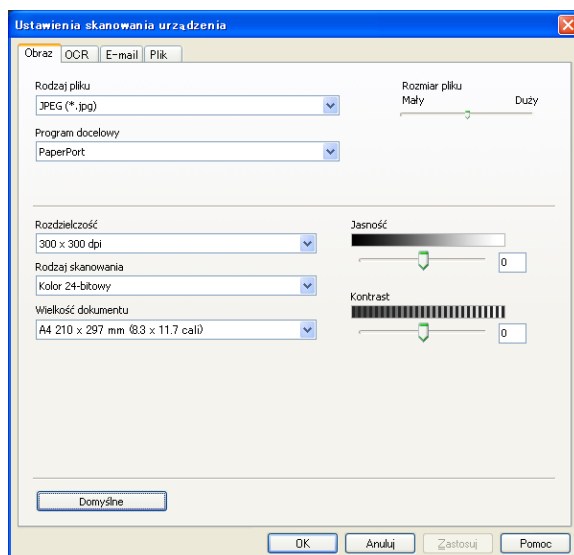 Ustawienia skanowania urządzenia
Obraz OCR E-mail Plik
Rodzaj pliku
JPEG (*.jpg)
Rozmiar pliku
Mały Duży
Program docelowy
PaperPort
Rozdzielczość
300 x 300 dpi
Rodzaj skanowania
Kolor 24-bitowy
Wielkość dokumentu
A4 210 x 297 mm (8.3 x 11.7 cali)
Jasność
0
Kontrast
0
Domyślne
OK Anuluj Zastosuj Pomoc